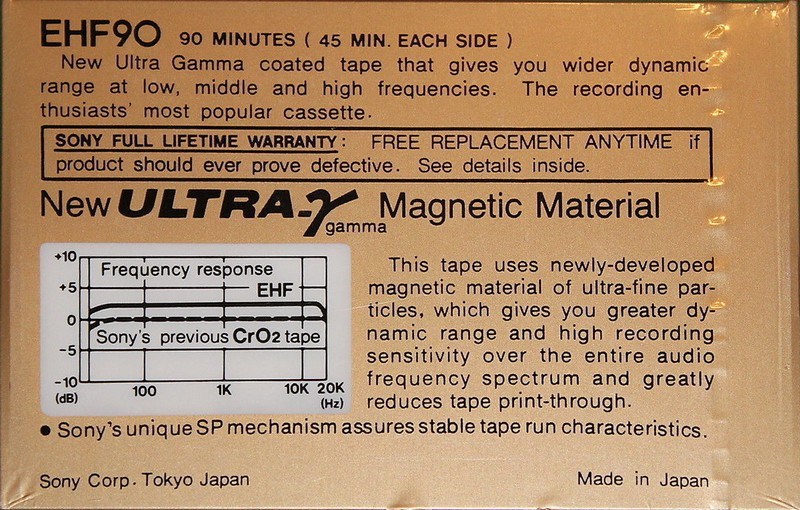 EHF90 90 MINUTES ( 45 MIN. EACH SIDE )
New Ultra Gamma coated tape that gives you wider dynamic
range at low, middle and high frequencies. The recording en-
thusiasts' most popular cassette.
SONY FULL LIFETIME WARRANTY: FREE REPLACEMENT ANYTIME if
product should ever prove defective. See details inside.
New ULTRA-γ Magnetic Material
gamma
+10
Frequency response
+5
EHF
0
Sony's previous CrO2 tape
-5
-10
(dB)
100 1K 10K 20K
(Hz)
This tape uses newly-developed
magnetic material of ultra-fine par-
ticles, which gives you greater dy-
namic range and high recording
sensitivity over the entire audio
frequency spectrum and greatly
reduces tape print-through.
● Sony's unique SP mechanism assures stable tape run characteristics.
Sony Corp. Tokyo Japan
Made in Japan